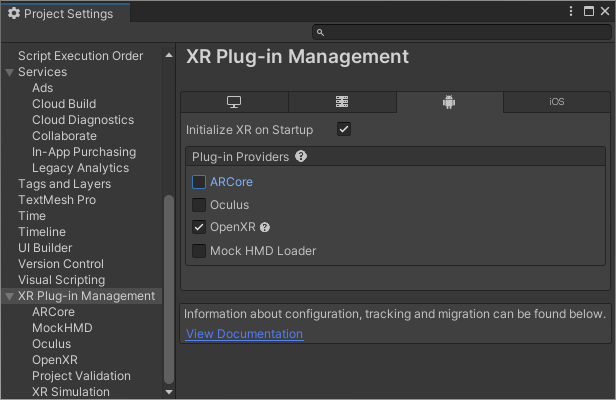 Project Settings
Script Execution Order
Services
Ads
Cloud Build
Cloud Diagnostics
Collaborate
In-App Purchasing
Legacy Analytics
Tags and Layers
TextMesh Pro
Time
Timeline
UI Builder
Version Control
Visual Scripting
XR Plug-in Management
ARCore
MockHMD
Oculus
OpenXR
Project Validation
XR Simulation
XR Plug-in Management
iOS
Initialize XR on Startup
Plug-in Providers
ARCore
Oculus
OpenXR
Mock HMD Loader
Information about configuration, tracking and migration can be found below.
View Documentation